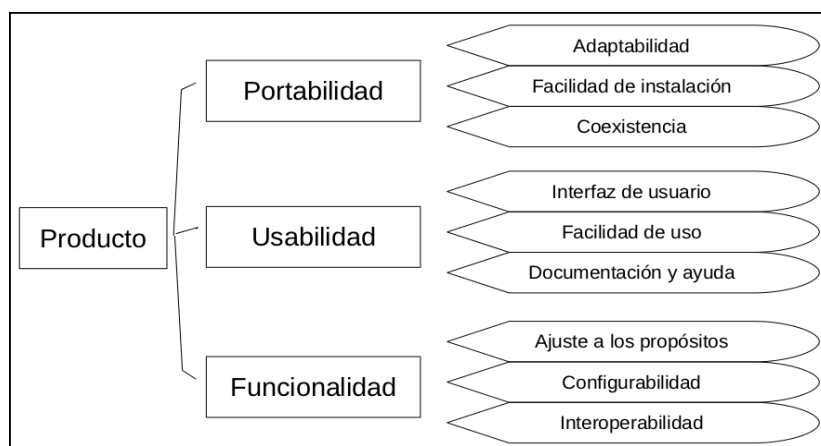 Producto
Portabilidad
Adaptabilidad
Facilidad de instalación
Coexistencia
Usabilidad
Interfaz de usuario
Facilidad de uso
Documentación y ayuda
Funcionalidad
Ajuste a los propósitos
Configurabilidad
Interoperabilidad